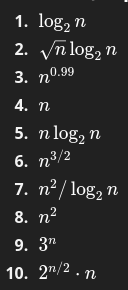 1. log₂ n
2. √n log₂ n
3. n^0.99
4. n
5. n log₂ n
6. n^3/2
7. n²/ log₂ n
8. n²
9. 3ⁿ
10. 2^n/2 · n